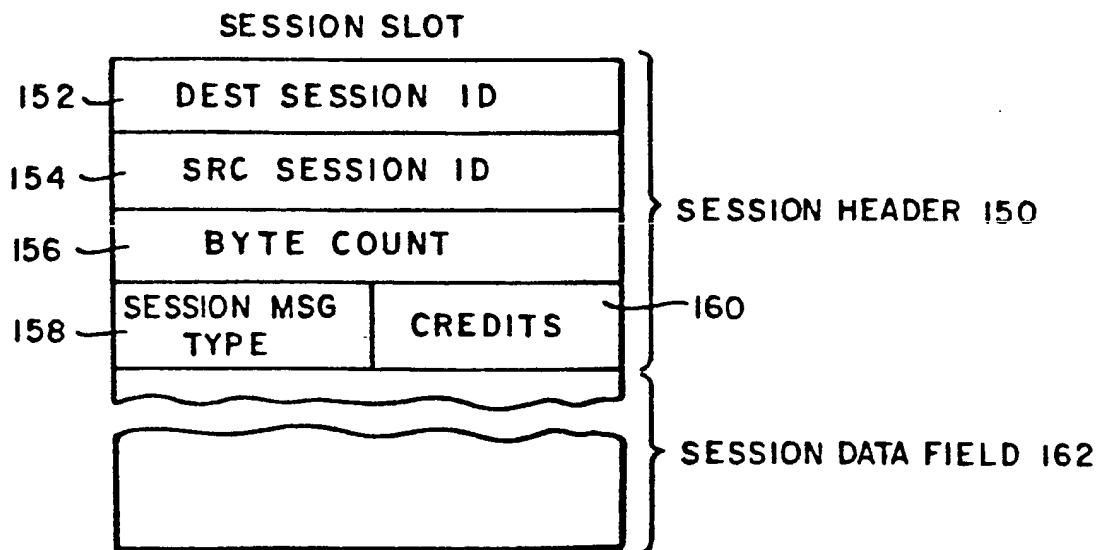 SESSION SLOT
152 DEST SESSION ID
154 SRC SESSION ID
SESSION HEADER 150
156 BYTE COUNT
158 SESSION MSG TYPE
CREDITS 160
SESSION DATA FIELD 162